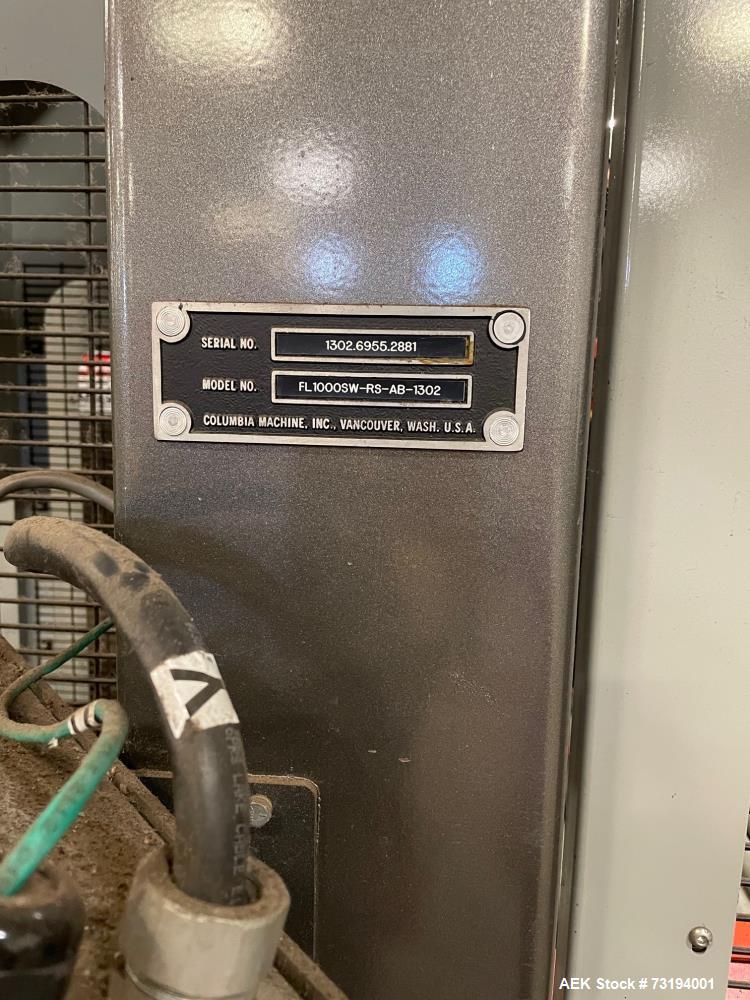 SERIAL NO. 1302.6955.2881
MODEL NO. FL1000SW-RS-AB-1302
COLUMBIA MACHINE, INC., VANCOUVER, WASH. U.S.A.
V
CABLE
AEK Stock # 73194001